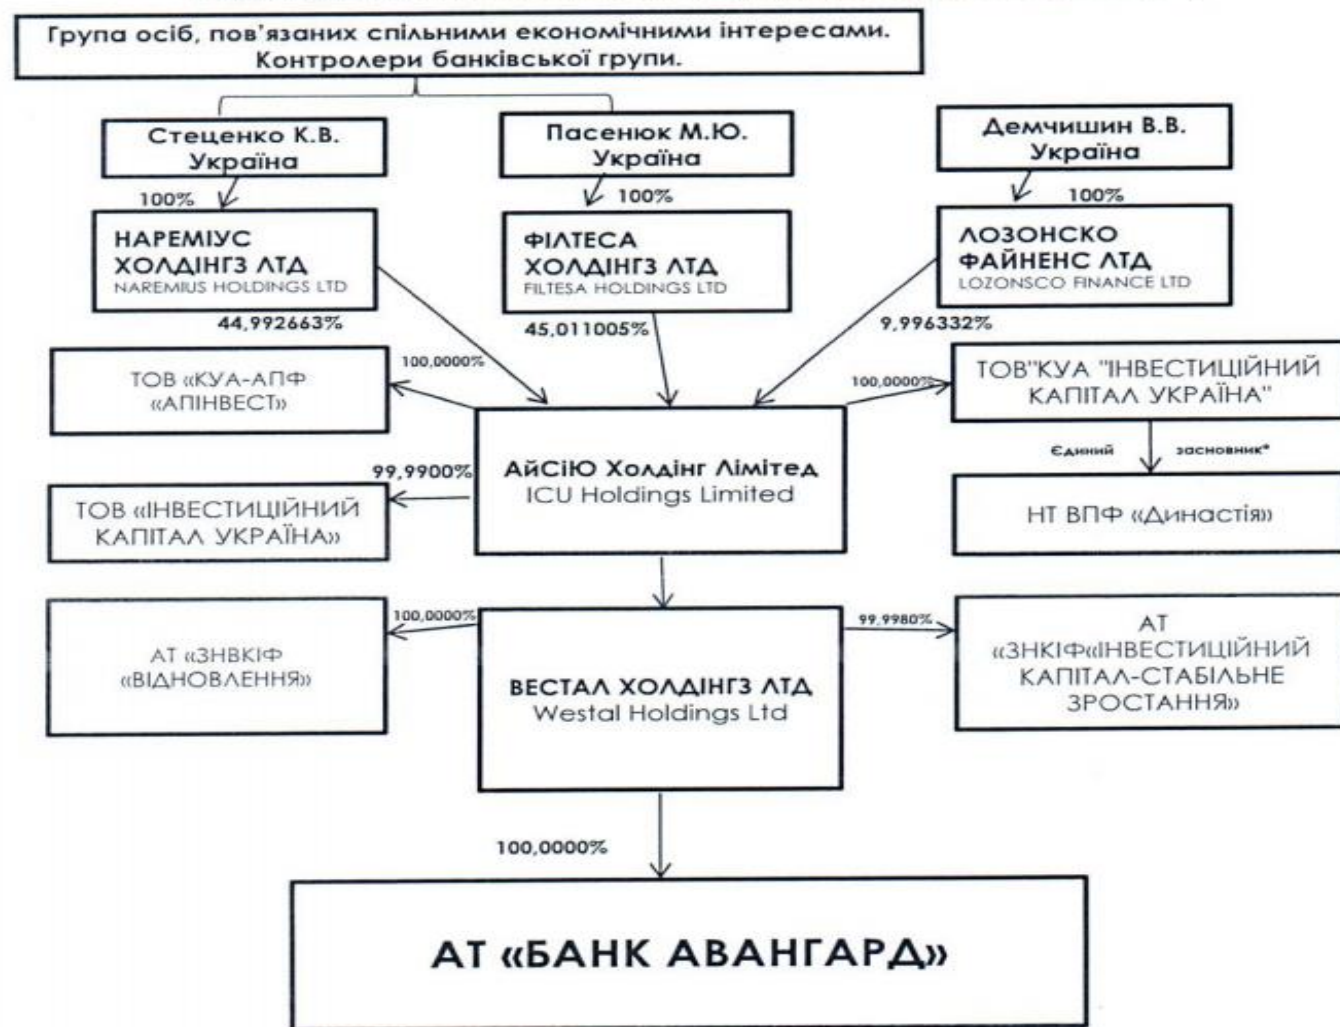 Група осіб, пов’язаних спільними економічними інтересами.
Контролери банківської групи.
Стеценко К.В.
Україна
Пасенюк М.Ю.
Україна
Демчишин В.В.
Україна
100%
100%
100%
НАРЕМІУС
ХОЛДІНГЗ ЛТД
NAREMIUS HOLDINGS LTD
ФІЛТЕСА
ХОЛДІНГЗ ЛТД
FILTESA HOLDINGS LTD
ЛОЗОНСКО
ФАЙНЕНС ЛТД
LOZONSCO FINANCE LTD
44,992663%
45,011005%
9,996332%
ТОВ «КУА-АПФ
«АПІНВЕСТ»
100,0000%
100,0000%
ТОВ"КУА "ІНВЕСТИЦІЙНИЙ
КАПІТАЛ УКРАЇНА"
АйСіЮ Холдінг Лімітед
ICU Holdings Limited
Єдиний засновник*
99,9900%
ТОВ «ІНВЕСТИЦІЙНИЙ
КАПІТАЛ УКРАЇНА»
НТ ВПФ «Династія»
100,0000%
99,9980%
АТ «ЗНВКІФ
«ВІДНОВЛЕННЯ»
ВЕСТАЛ ХОЛДІНГЗ ЛТД
Westal Holdings Ltd
АТ
«ЗНКІФ«ІНВЕСТИЦІЙНИЙ
КАПІТАЛ-СТАБІЛЬНЕ
ЗРОСТАННЯ»
100,0000%
АТ «БАНК АВАНГАРД»